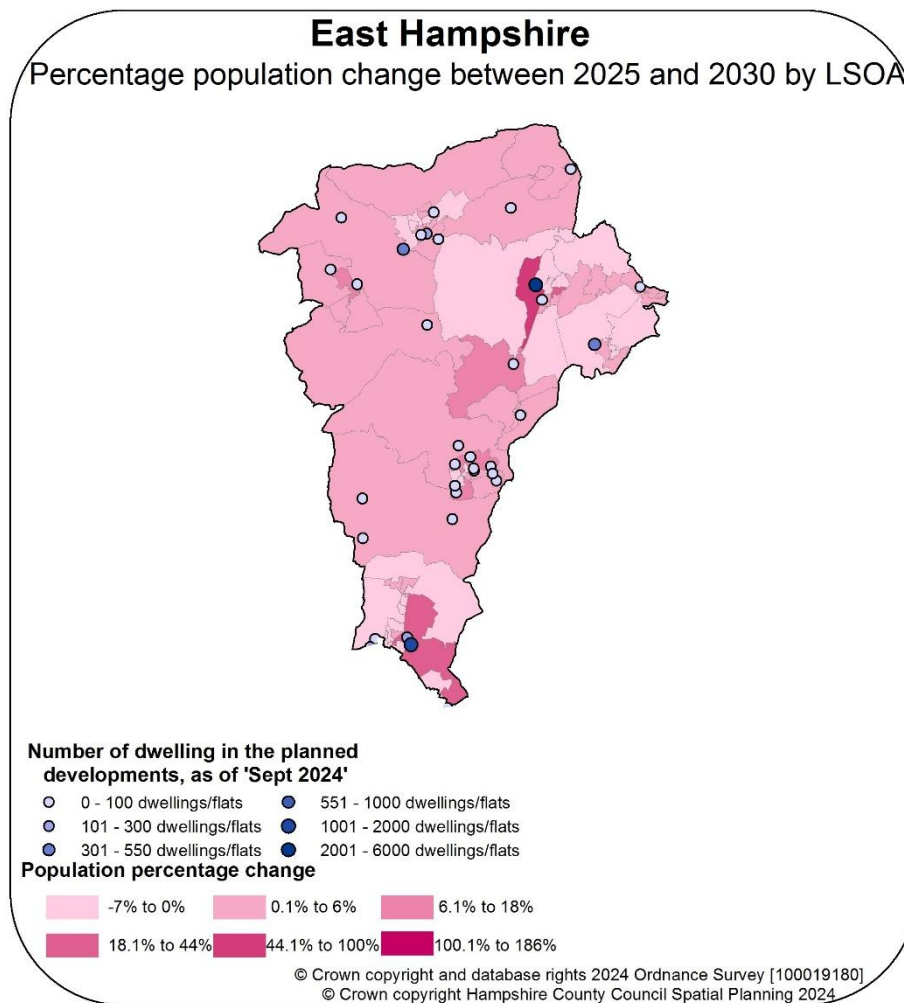 East Hampshire
Percentage population change between 2025 and 2030 by LSOA
Number of dwelling in the planned
developments, as of 'Sept 2024'
0 - 100 dwellings/flats
551 - 1000 dwellings/flats
101 - 300 dwellings/flats
1001 - 2000 dwellings/flats
301 - 550 dwellings/flats
2001 - 6000 dwellings/flats
Population percentage change
-7% to 0%
0.1% to 6%
6.1% to 18%
18.1% to 44%
44.1% to 100%
100.1% to 186%
© Crown copyright and database rights 2024 Ordnance Survey [100019180]
© Crown copyright Hampshire County Council Spatial Planning 2024